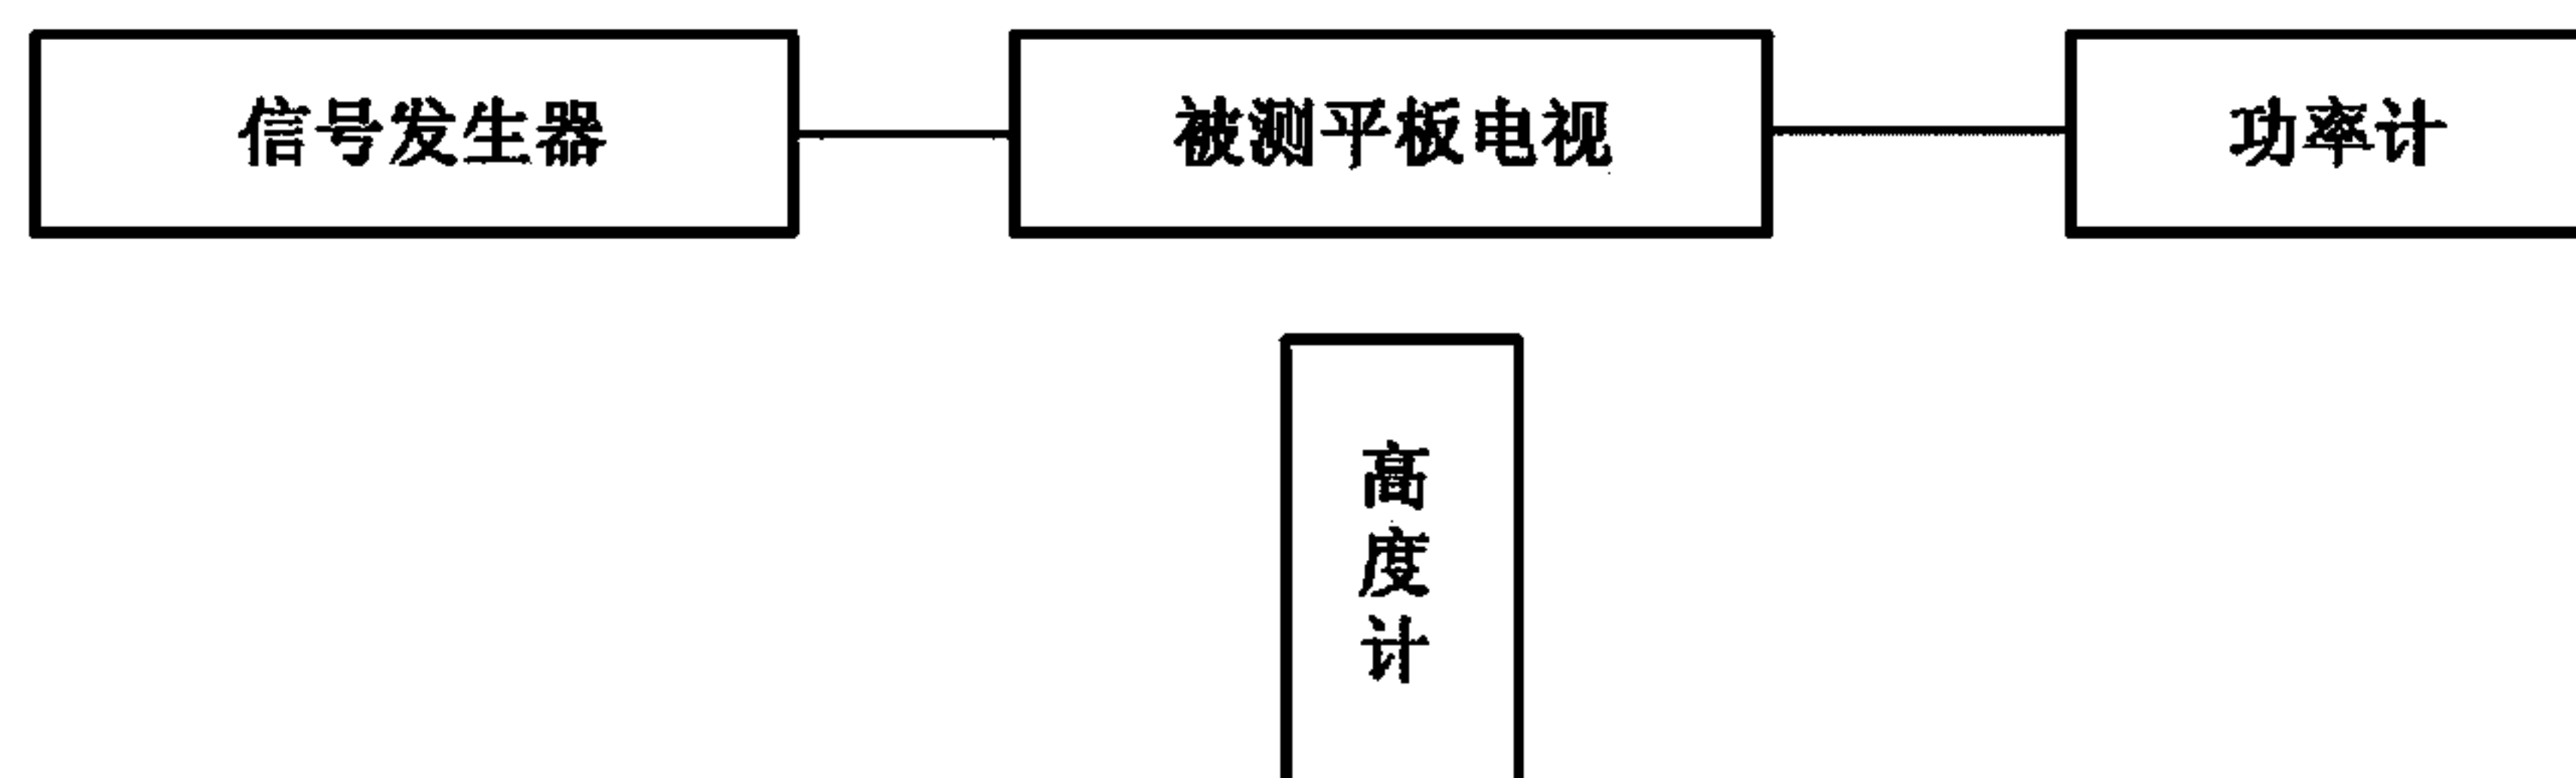 信号发生器
被测平板电视
功率计
高
度
计